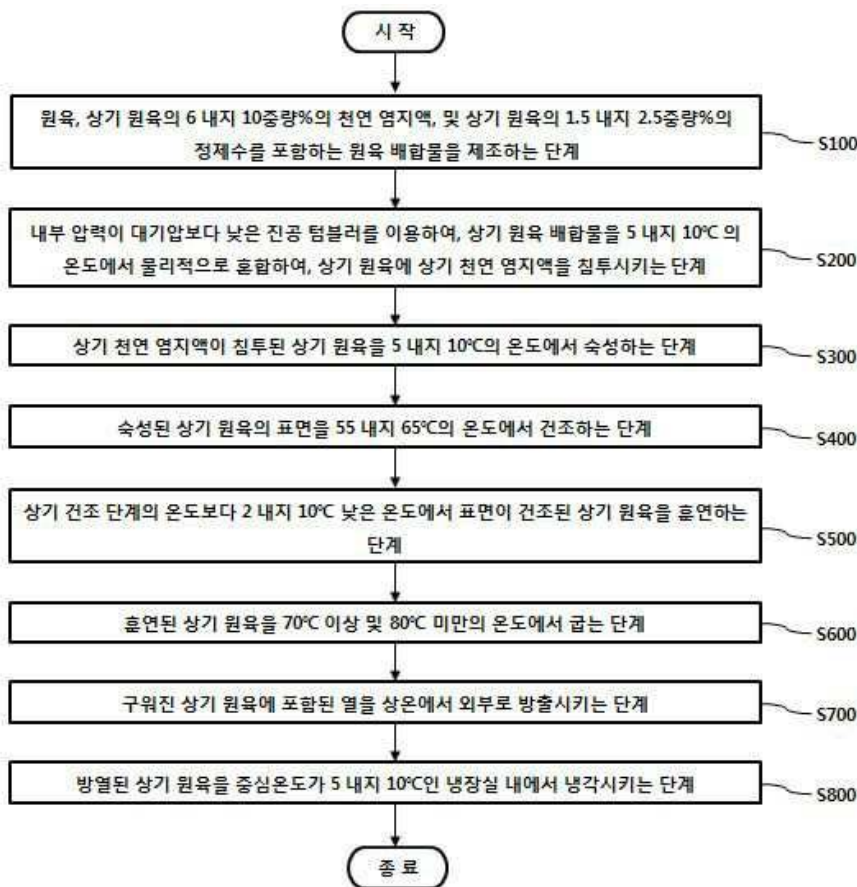 시 작
원육, 상기 원육의 6 내지 10중량%의 천연 염지액, 및 상기 원육의 1.5 내지 2.5중량%의
정제수를 포함하는 원육 배합물을 제조하는 단계
S100
내부 압력이 대기압보다 낮은 진공 텀블러를 이용하여, 상기 원육 배합물을 5 내지 10℃ 의
온도에서 물리적으로 혼합하여, 상기 원육에 상기 천연 염지액을 침투시키는 단계
S200
상기 천연 염지액이 침투된 상기 원육을 5 내지 10℃의 온도에서 숙성하는 단계
S300
숙성된 상기 원육의 표면을 55 내지 65℃의 온도에서 건조하는 단계
S400
상기 건조 단계의 온도보다 2 내지 10℃ 낮은 온도에서 표면이 건조된 상기 원육을 훈연하는
단계
S500
훈연된 상기 원육을 70℃ 이상 및 80℃ 미만의 온도에서 굽는 단계
S600
구워진 상기 원육에 포함된 열을 상온에서 외부로 방출시키는 단계
S700
방열된 상기 원육을 중심온도가 5 내지 10℃인 냉장실 내에서 냉각시키는 단계
S800
종 료